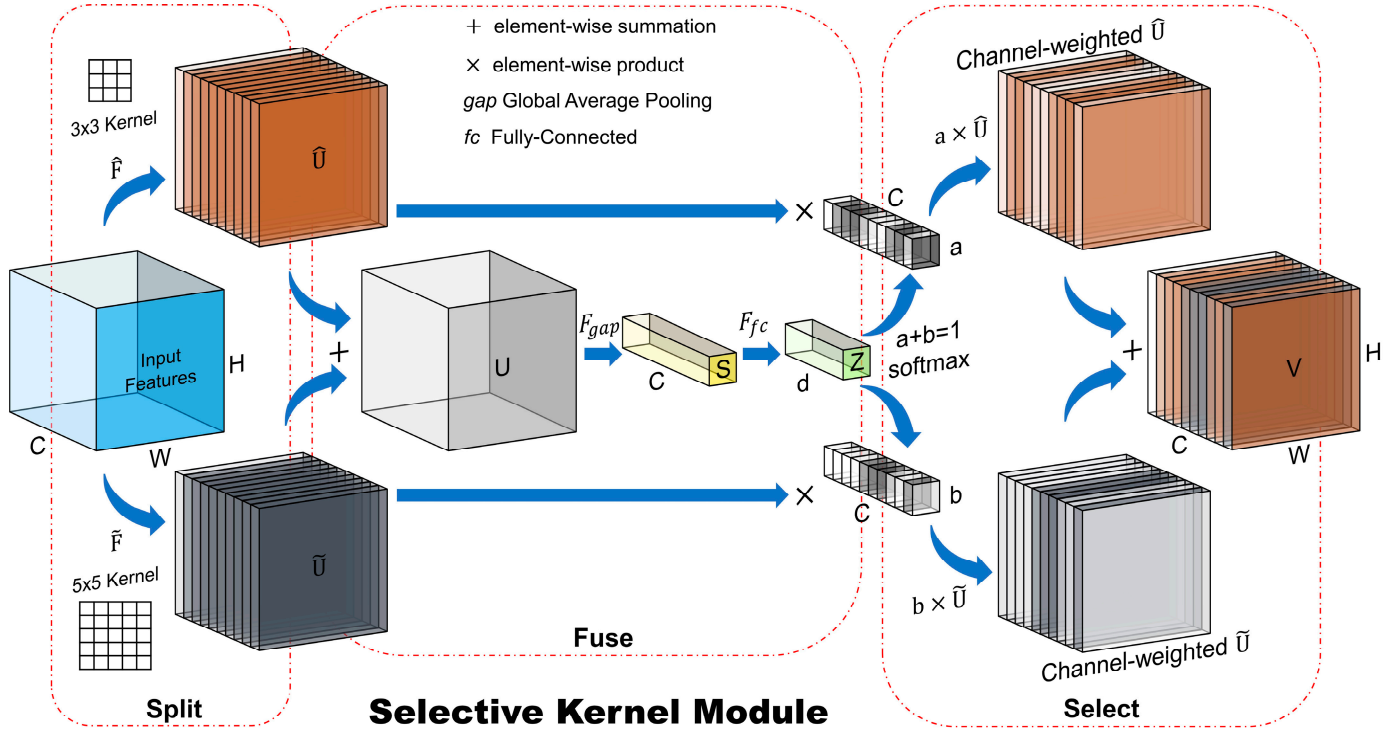 + element-wise summation
× element-wise product
gap Global Average Pooling
fc Fully-Connected
3x3 Kernel
F̂
Û
Input
Features
H
C
W
F̃
5x5 Kernel
Ũ
Split
+
U
F_gap
S
C
F_fc
Z
d
×
C
a
a+b=1
softmax
×
C
b
Fuse
Channel-weighted Û
a × Û
b × Ũ
Channel-weighted Ũ
+
V
H
C
W
Select
Selective Kernel Module